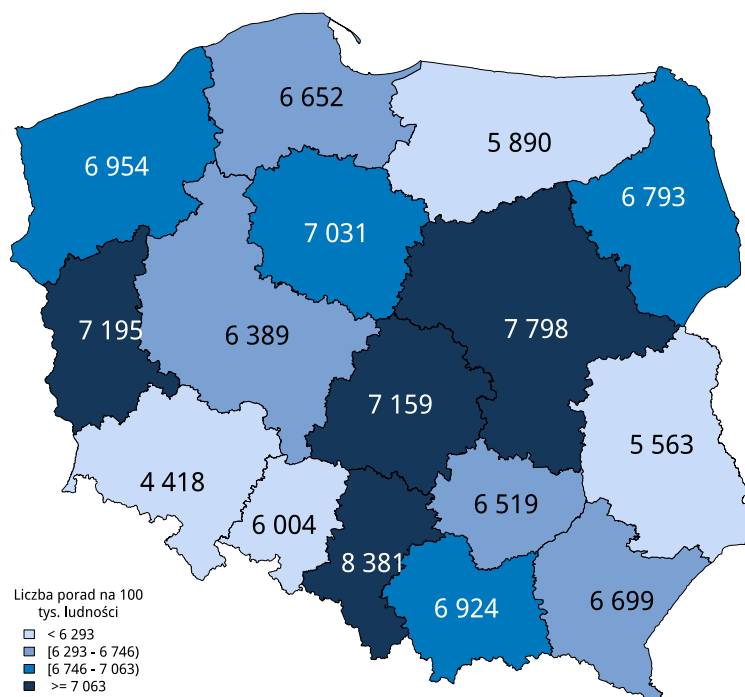 6 652
5 890
6 954
6 793
7 031
7 195
6 389
7 798
7 159
5 563
4 418
6 519
6 004
8 381
6 699
6 924
Liczba porad na 100
tys. ludności
< 6 293
[6 293 - 6 746)
[6 746 - 7 063)
>= 7 063